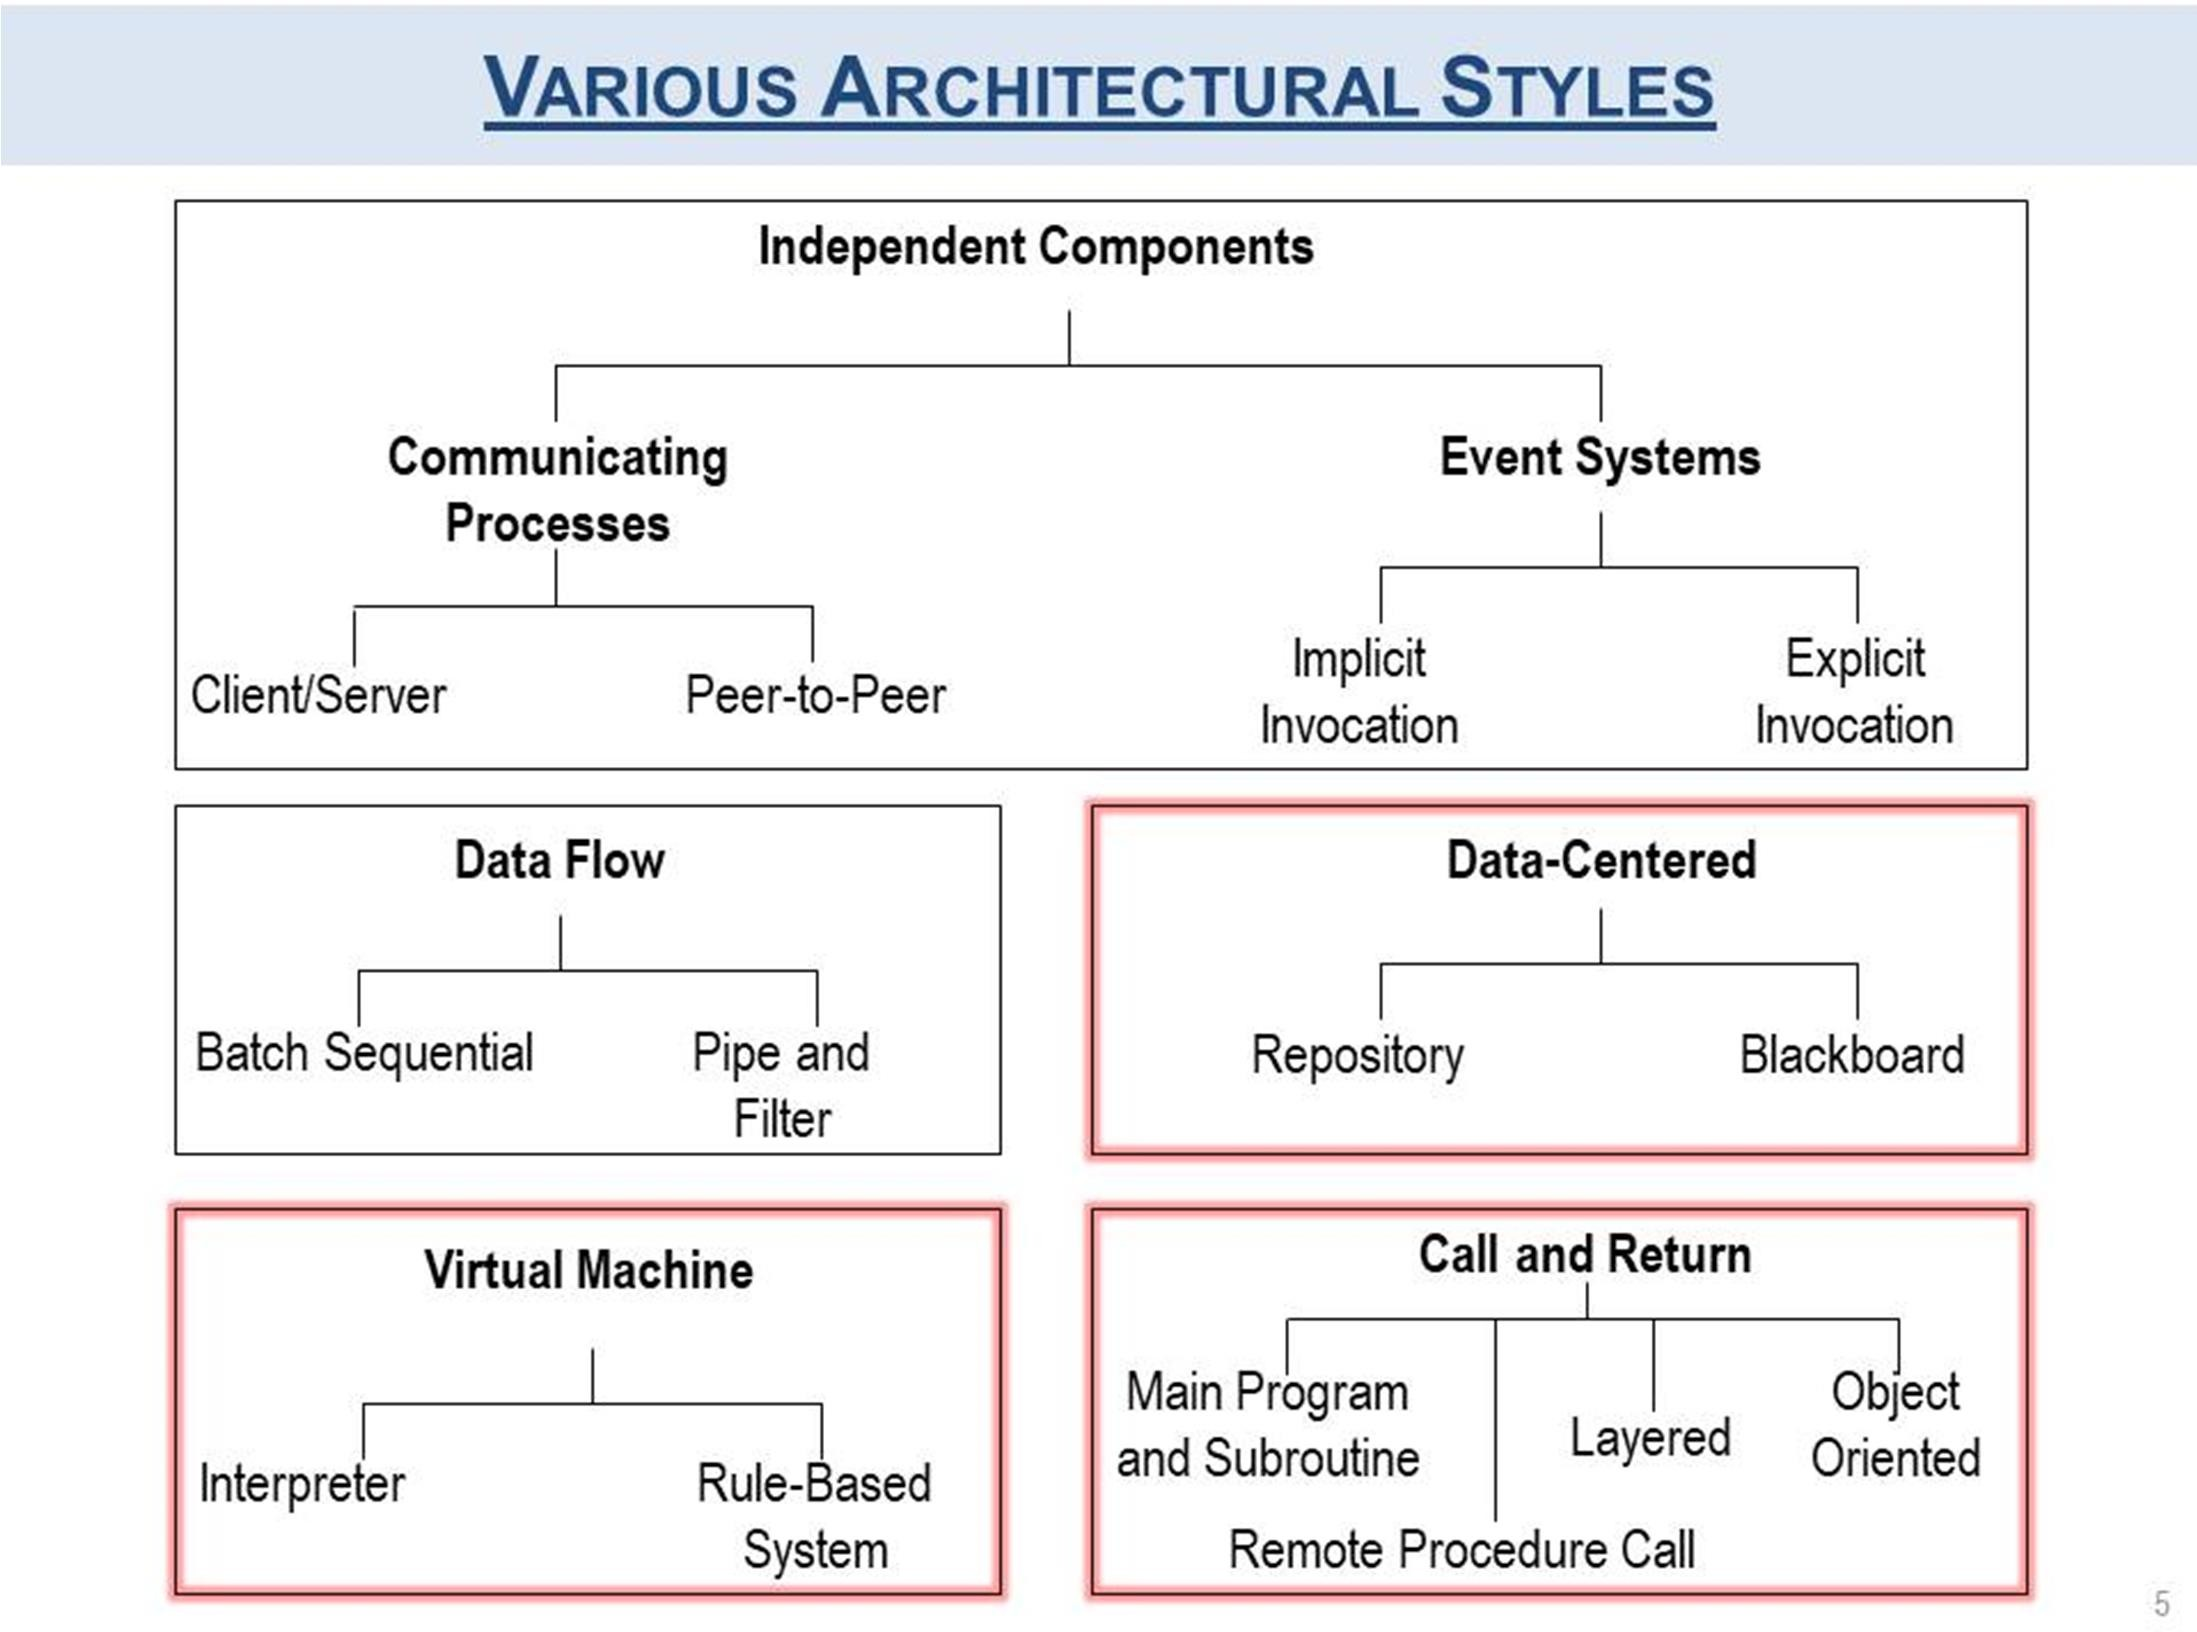 VARIOUS ARCHITECTURAL STYLES
Independent Components
Communicating
Processes
Event Systems
Client/Server
Peer-to-Peer
Implicit
Invocation
Explicit
Invocation
Data Flow
Batch Sequential
Pipe and
Filter
Data-Centered
Repository
Blackboard
Virtual Machine
Interpreter
Rule-Based
System
Call and Return
Main Program
and Subroutine
Remote Procedure Call
Layered
Object
Oriented
5